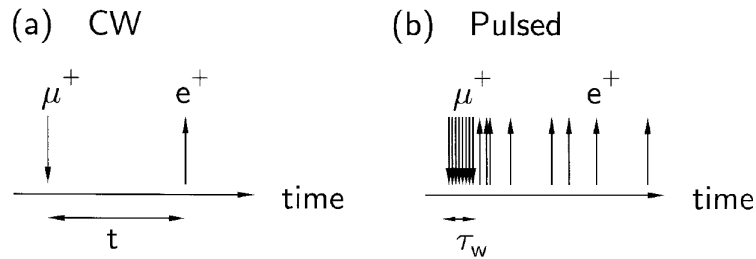 (a) CW
μ⁺
e⁺
time
t
(b) Pulsed
μ⁺
e⁺
time
τw